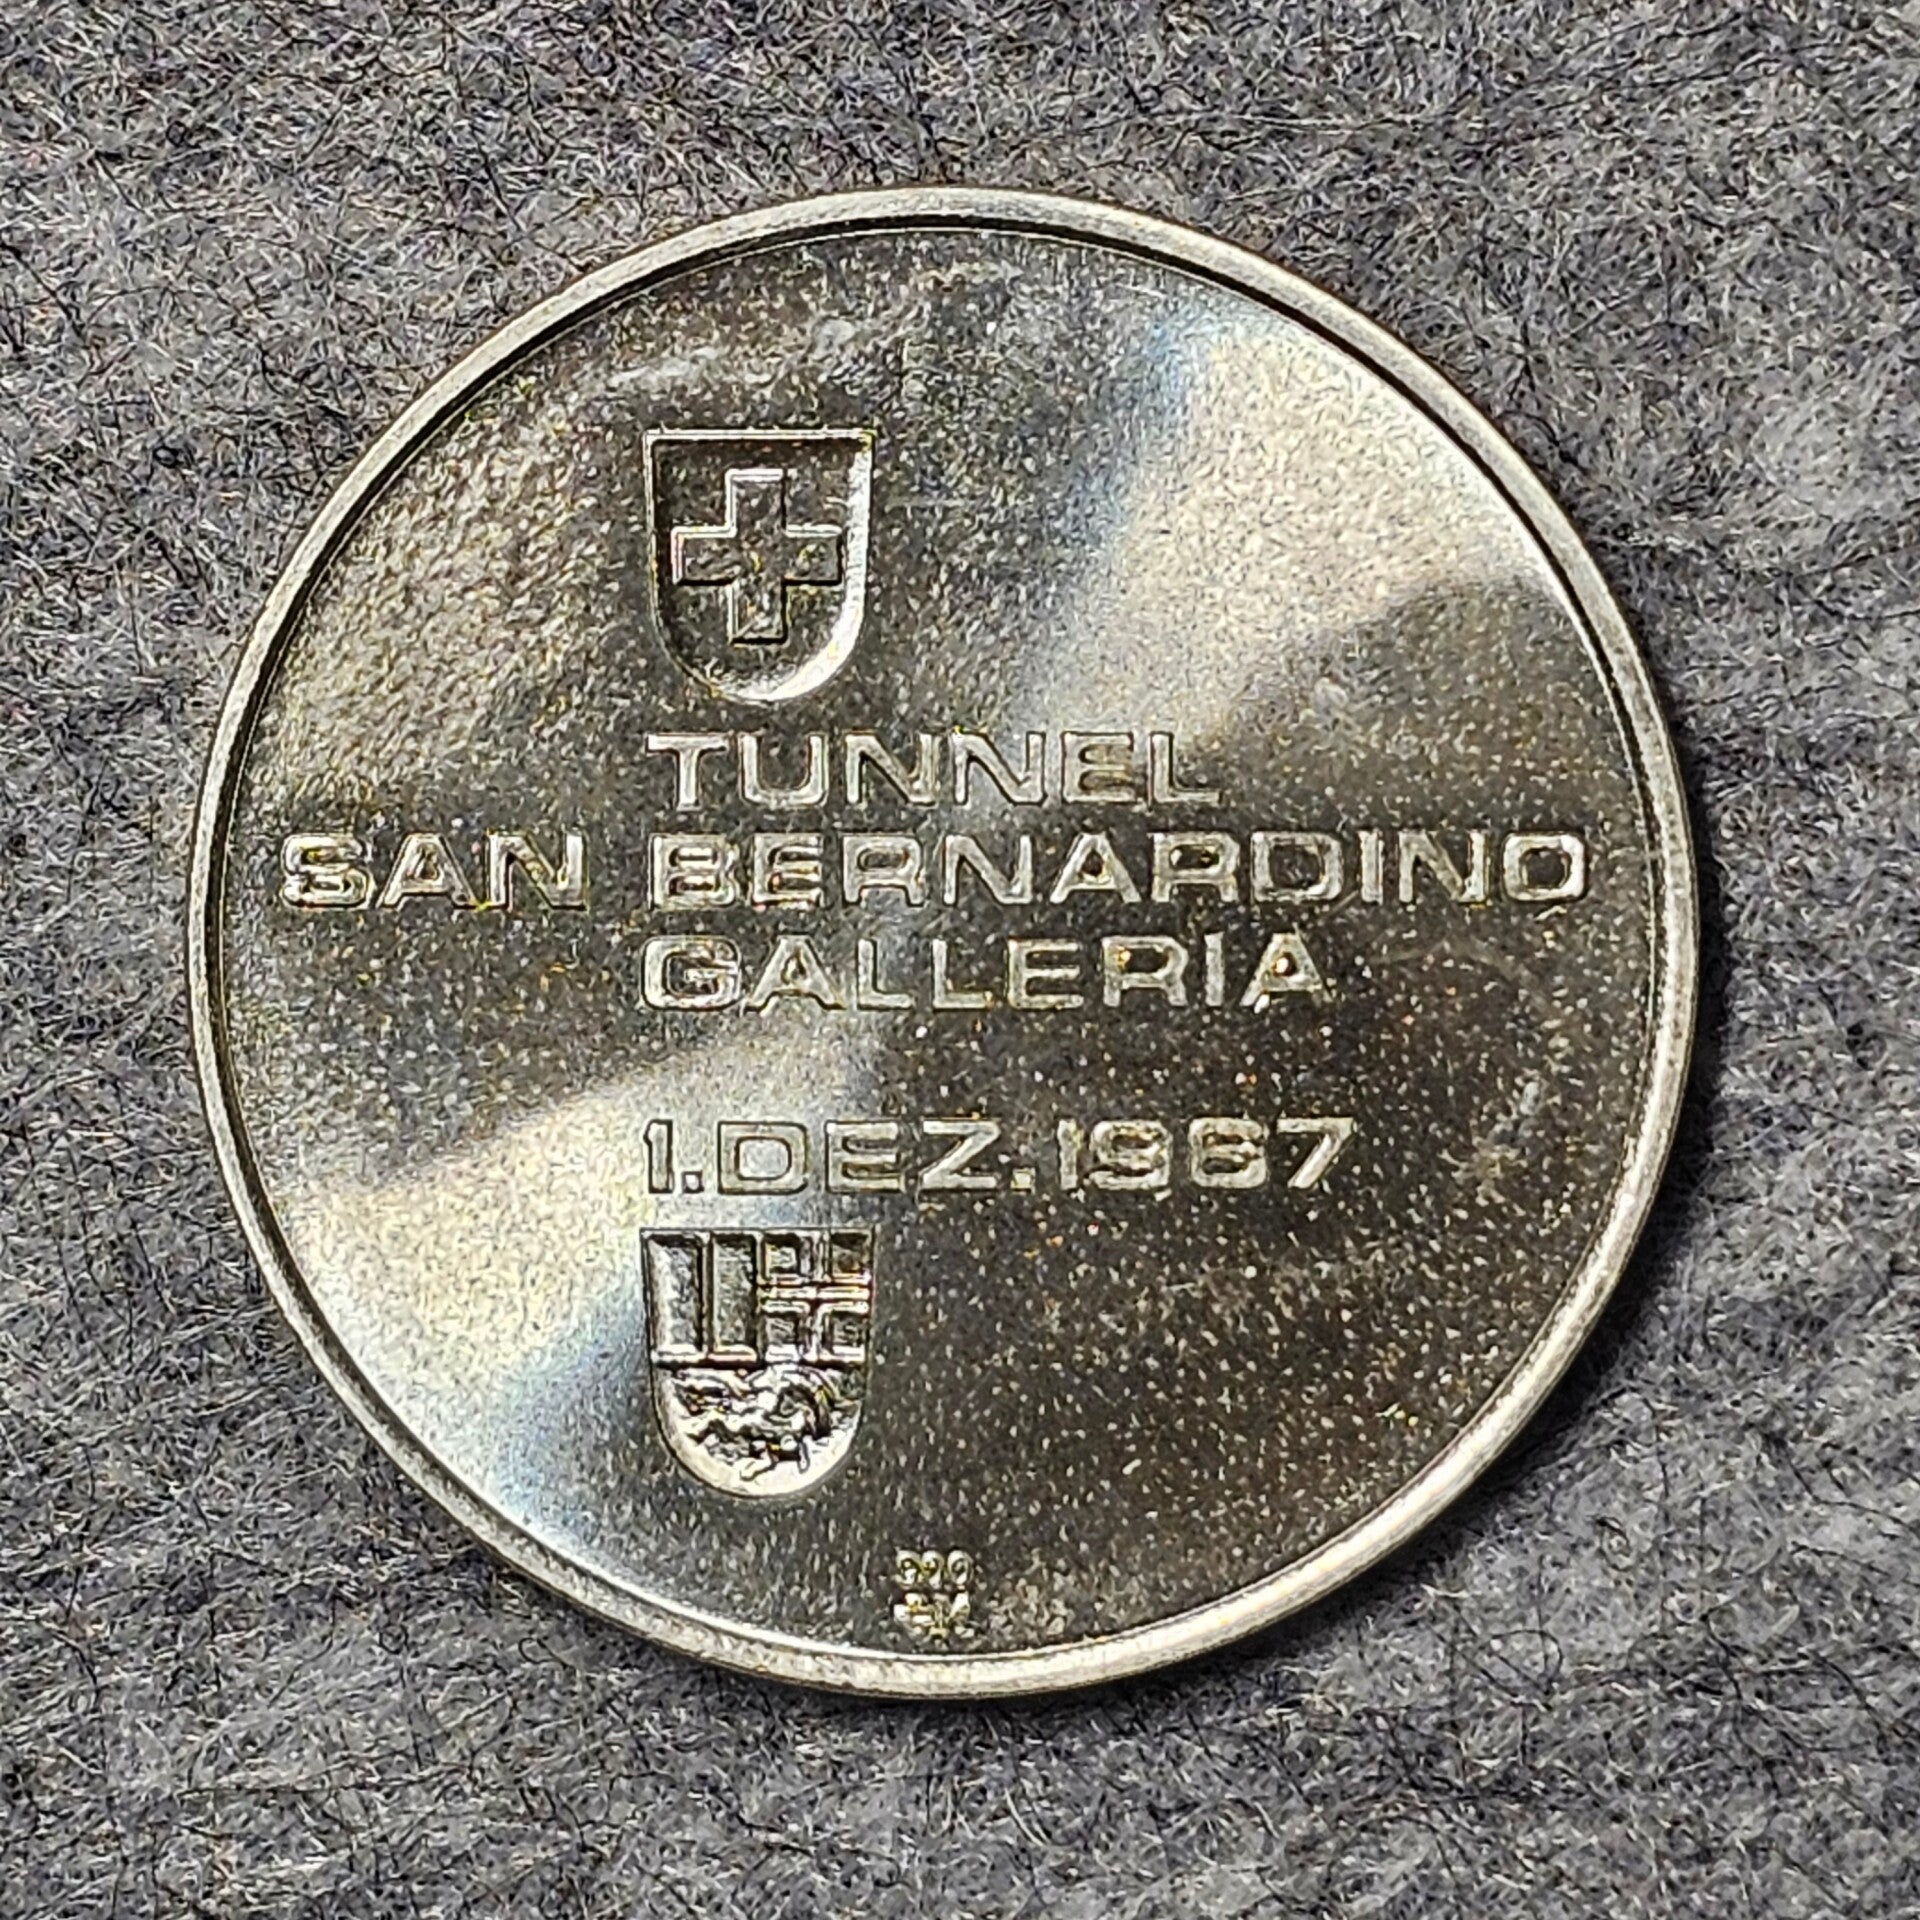 TUNNEL
SAN BERNARDINO
GALLERIA
1.DEZ.1967